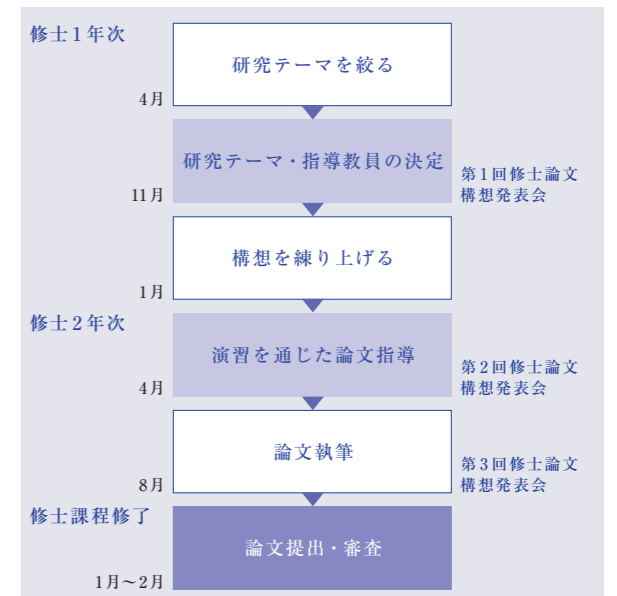 修士1年次
研究テーマを絞る
4月
研究テーマ・指導教員の決定
第1回修士論文
構想発表会
11月
構想を練り上げる
1月
修士2年次
演習を通じた論文指導
第2回修士論文
構想発表会
4月
論文執筆
第3回修士論文
構想発表会
8月
修士課程修了
論文提出・審査
1月～2月